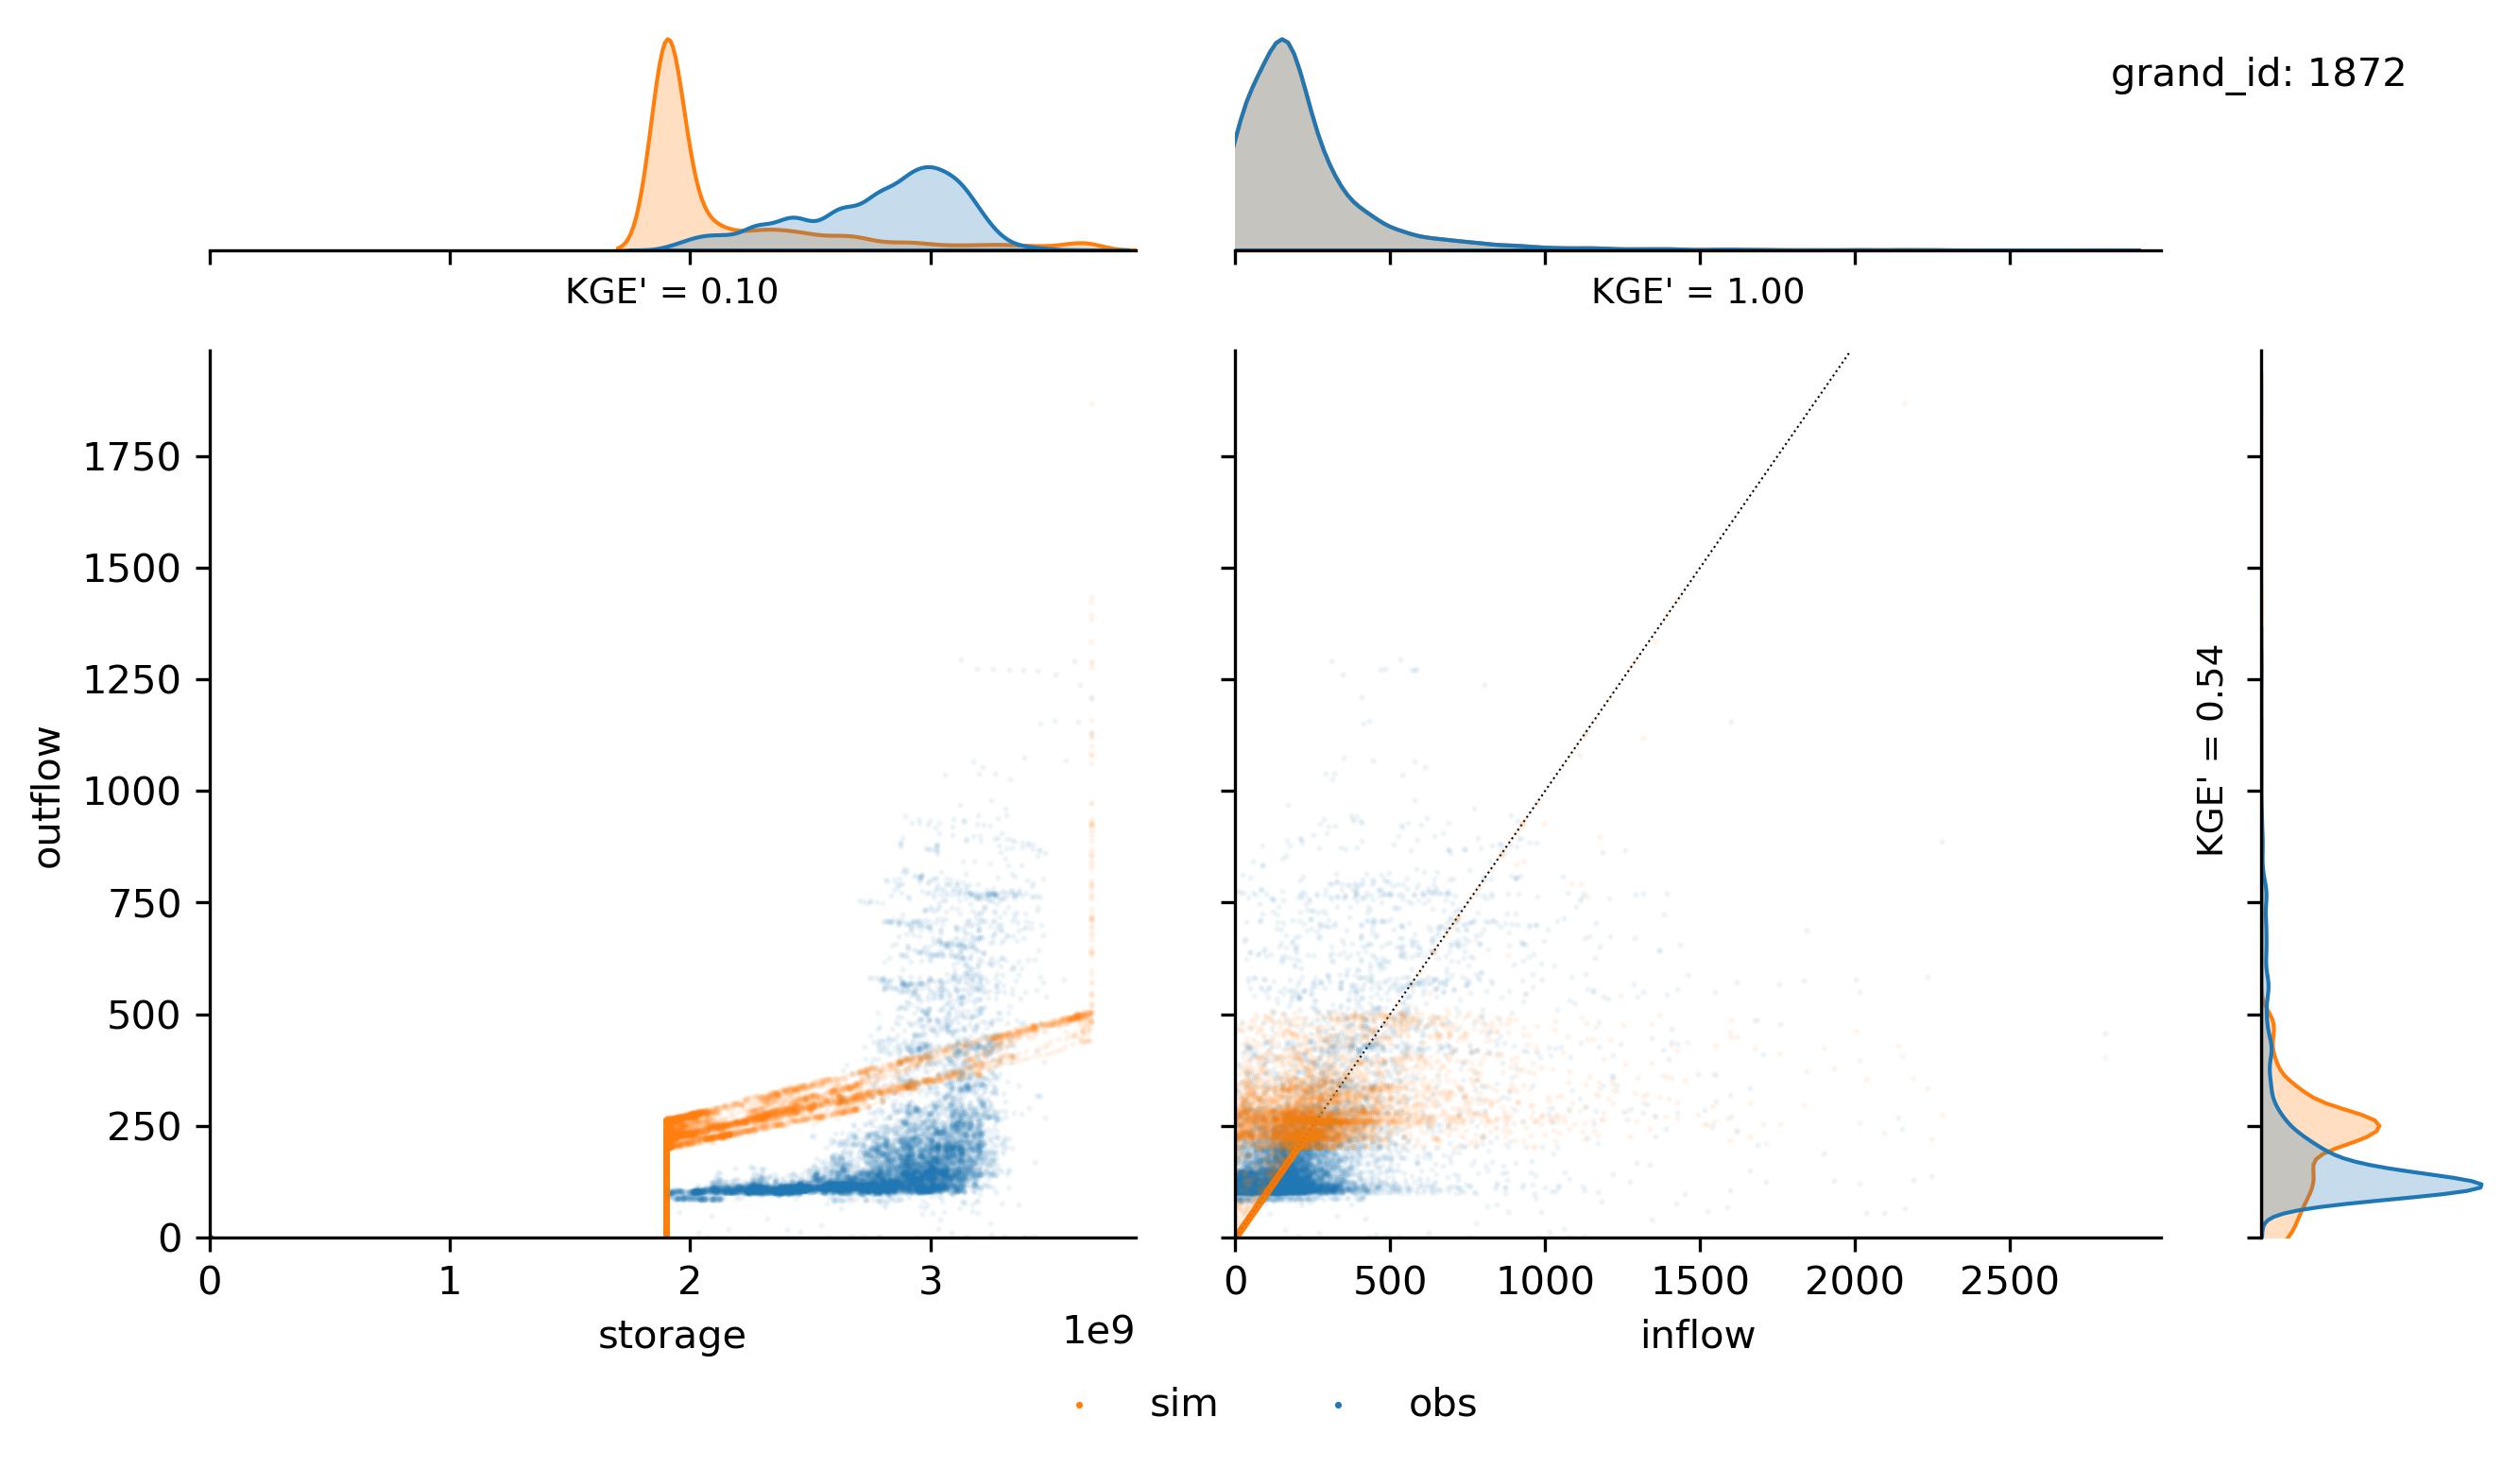 grand_id: 1872
KGE' = 0.10
KGE' = 1.00
1750
1500
1250
1000
750
500
250
0
outflow
KGE' = 0.54
0 1 2 3
0 500 1000 1500 2000 2500
storage
1e9
inflow
sim
obs